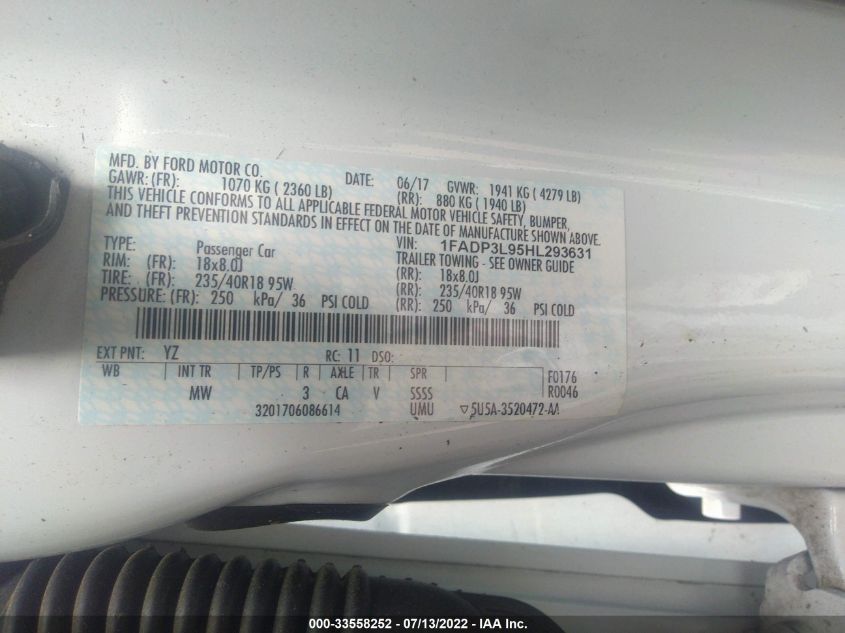 MFD. BY FORD MOTOR CO. DATE: 06/17 GVWR: 1941 KG ( 4279 LB)
GAWR: (FR): 1070 KG ( 2360 LB) (RR): 880 KG ( 1940 LB)
THIS VEHICLE CONFORMS TO ALL APPLICABLE FEDERAL MOTOR VEHICLE SAFETY, BUMPER,
AND THEFT PREVENTION STANDARDS IN EFFECT ON THE DATE OF MANUFACTURE SHOWN ABOVE.
VIN: 1FADP3L95HL293631
TYPE: Passenger Car TRAILER TOWING - SEE OWNER GUIDE
RIM: (FR): 18x8.0J (RR): 18x8.0J
TIRE: (FR): 235/40R18 95W (RR): 235/40R18 95W
PRESSURE: (FR): 250 kPa/ 36 PSI COLD (RR): 250 kPa/ 36 PSI COLD
EXT PNT: YZ RC: 11 DSO:
WB INT TR TP/PS R AXLE TR SPR F0176
MW 3 CA V SSSS R0046
3201706086614 UMU ▽5U5A-3520472-AA
000-33558252 - 07/13/2022 - IAA Inc.